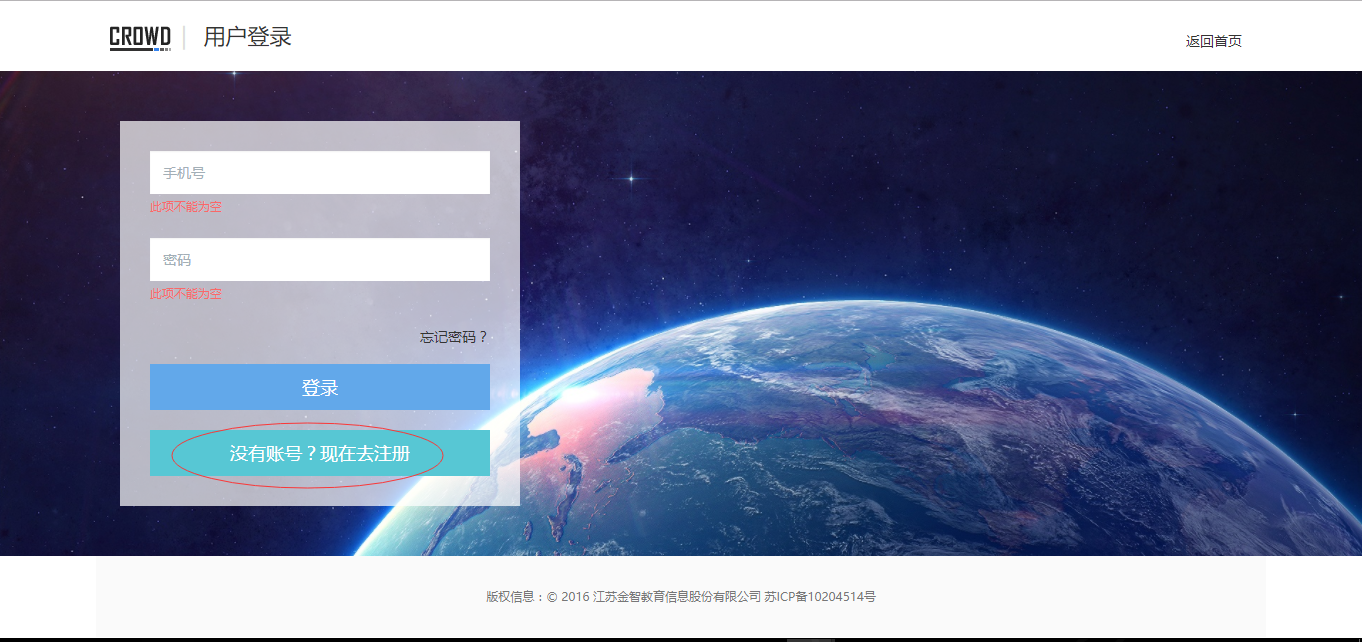 CROWD 用户登录
返回首页
手机号
此项不能为空
密码
此项不能为空
忘记密码？
登录
没有账号？现在去注册
版权信息：© 2016 江苏金智教育信息股份有限公司 苏ICP备10204514号